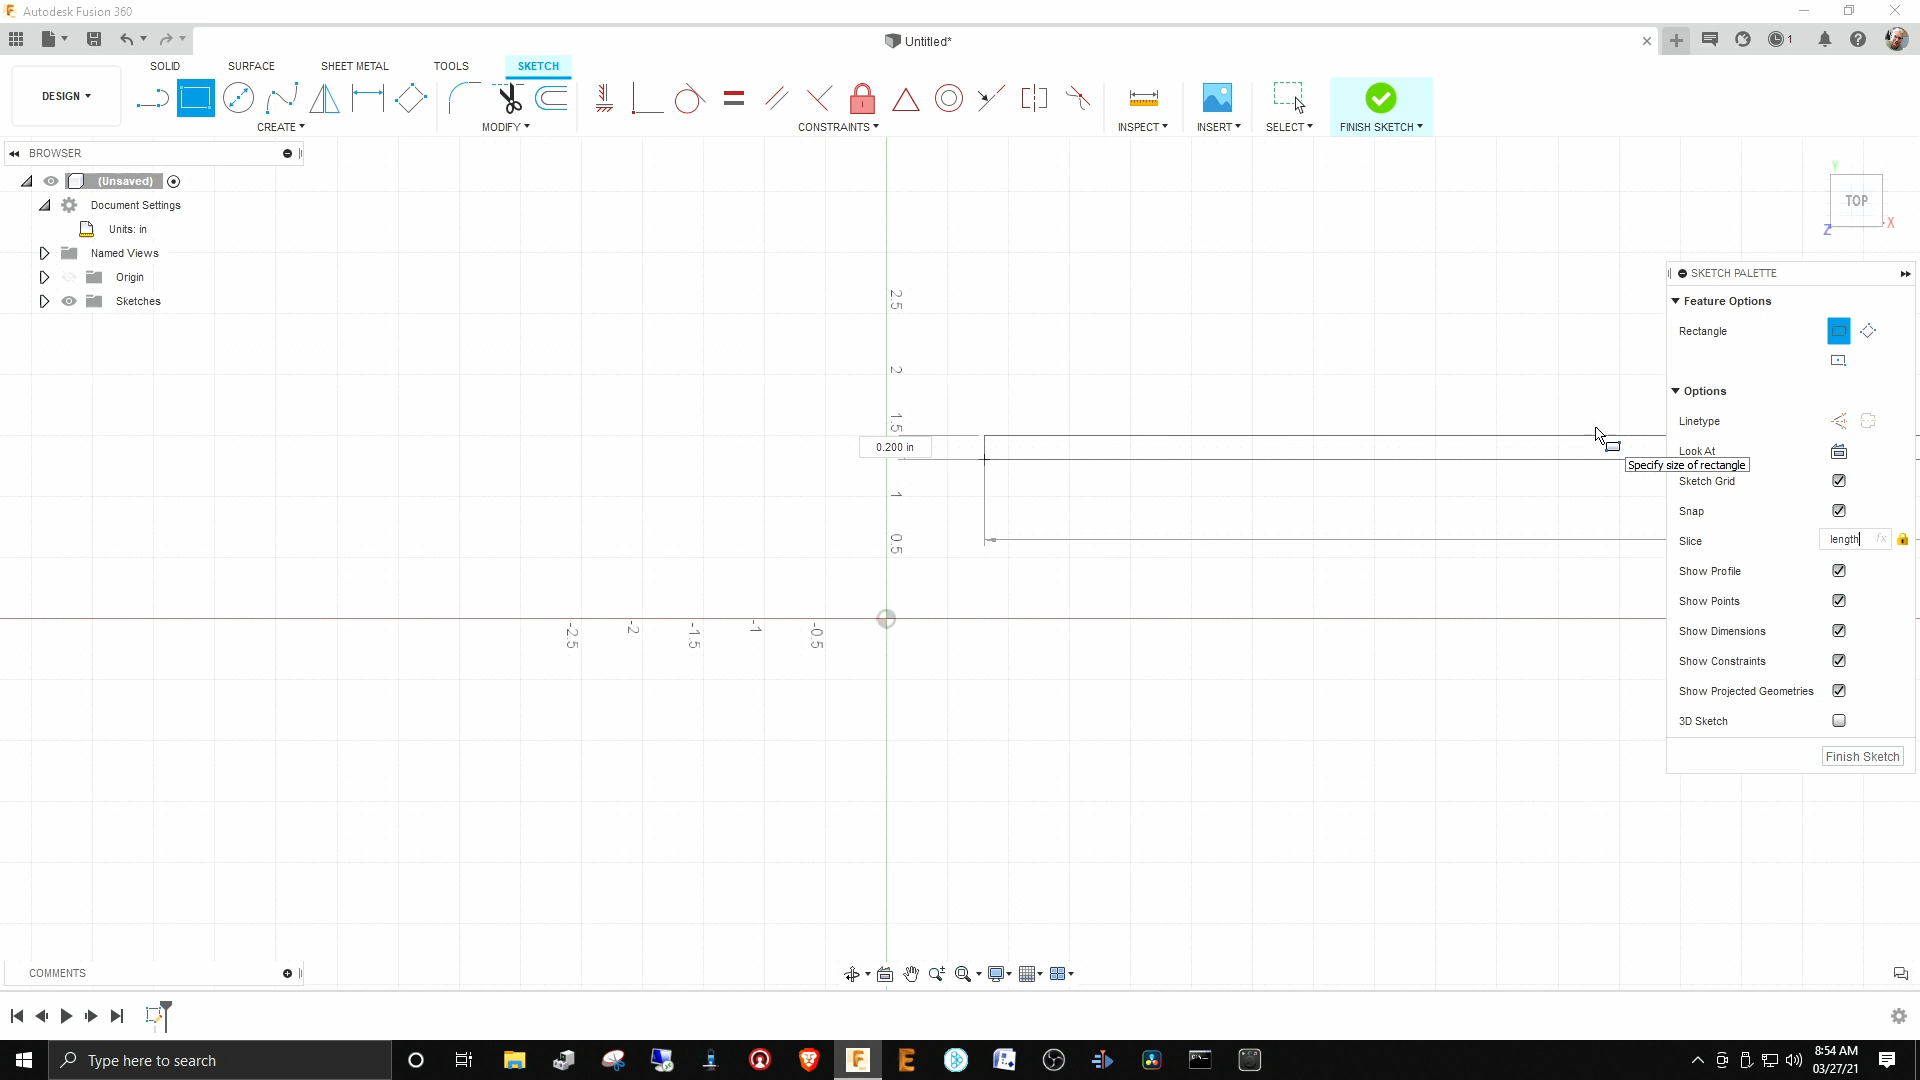 Autodesk Fusion 360
Untitled*
1
SOLID SURFACE SHEET METAL TOOLS SKETCH
DESIGN
CREATE MODIFY CONSTRAINTS INSPECT INSERT SELECT FINISH SKETCH
BROWSER
(Unsaved)
Document Settings
Units: in
Named Views
Origin
Sketches
Y
TOP
X
Z
SKETCH PALETTE
Feature Options
Rectangle
Options
Linetype
Look At
Sketch Grid
Snap
Slice length fx
Show Profile
Show Points
Show Dimensions
Show Constraints
Show Projected Geometries
3D Sketch
Finish Sketch
Specify size of rectangle
2.5
2
1.5
0.200 in
1
0.5
-2.5 -2 -1.5 -1 -0.5
COMMENTS
Type here to search
8:54 AM
03/27/21